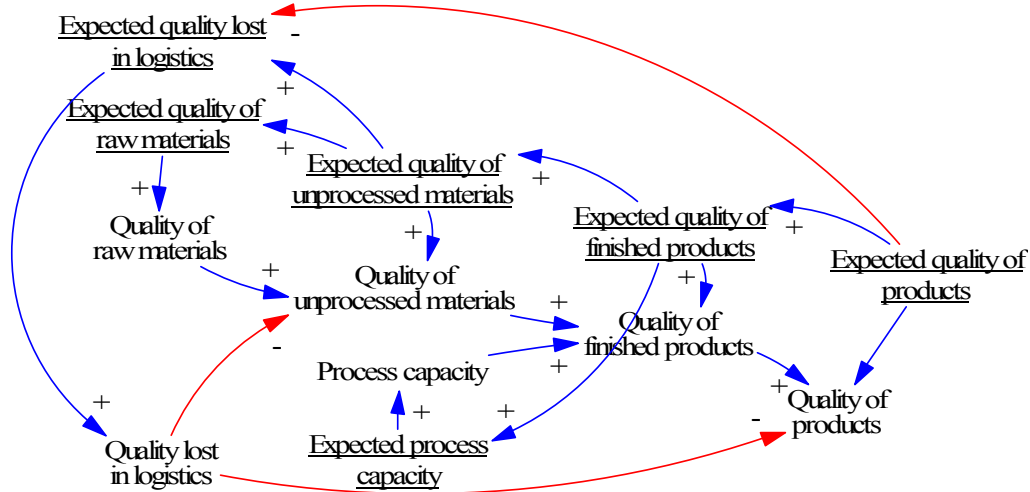 Expected quality lost
in logistics
-
+
Expected quality of
raw materials
+
+
Expected quality of
unprocessed materials
+
Expected quality of
finished products
+
Expected quality of
products
Quality of
raw materials
+
+
Quality of
unprocessed materials
+
+
Quality of
finished products
-
Process capacity
+
+
Quality of
products
-
+
+
+
Quality lost
in logistics
Expected process
capacity